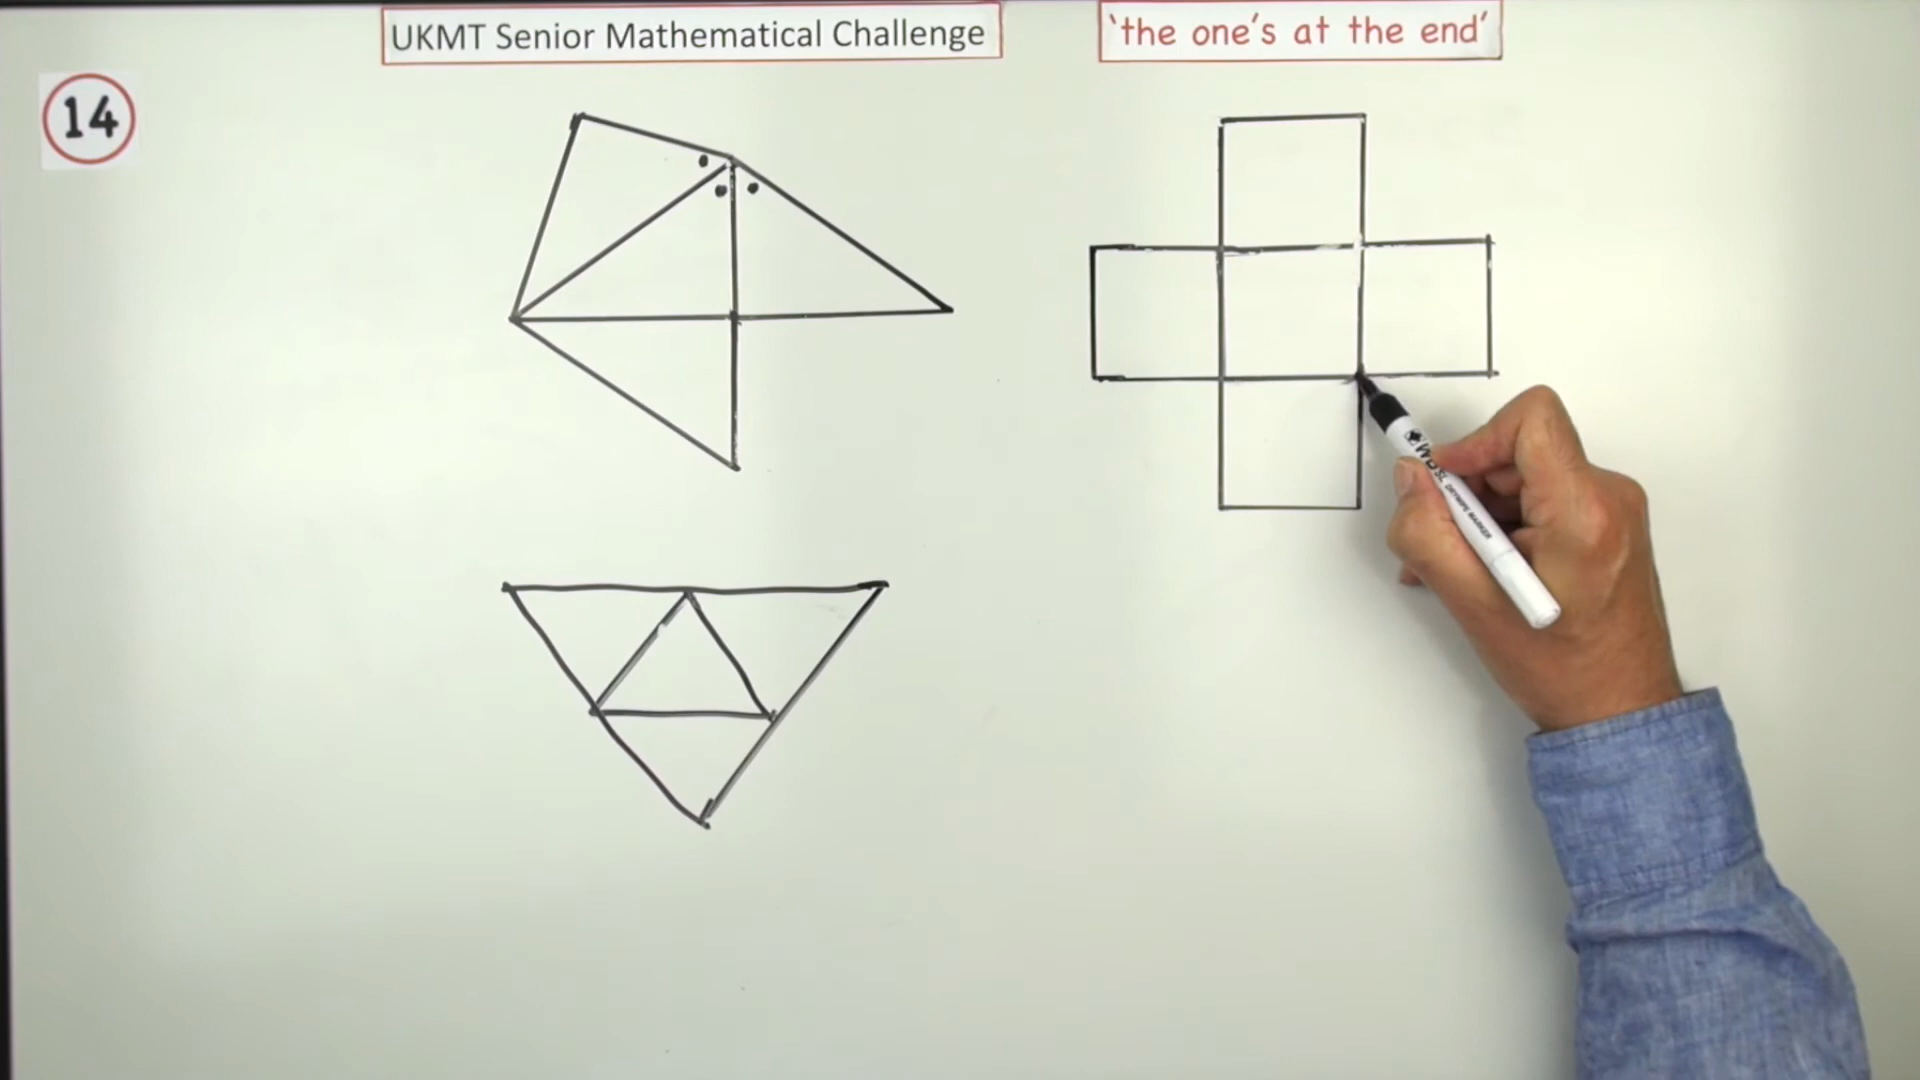 UKMT Senior Mathematical Challenge
'the one's at the end'
14